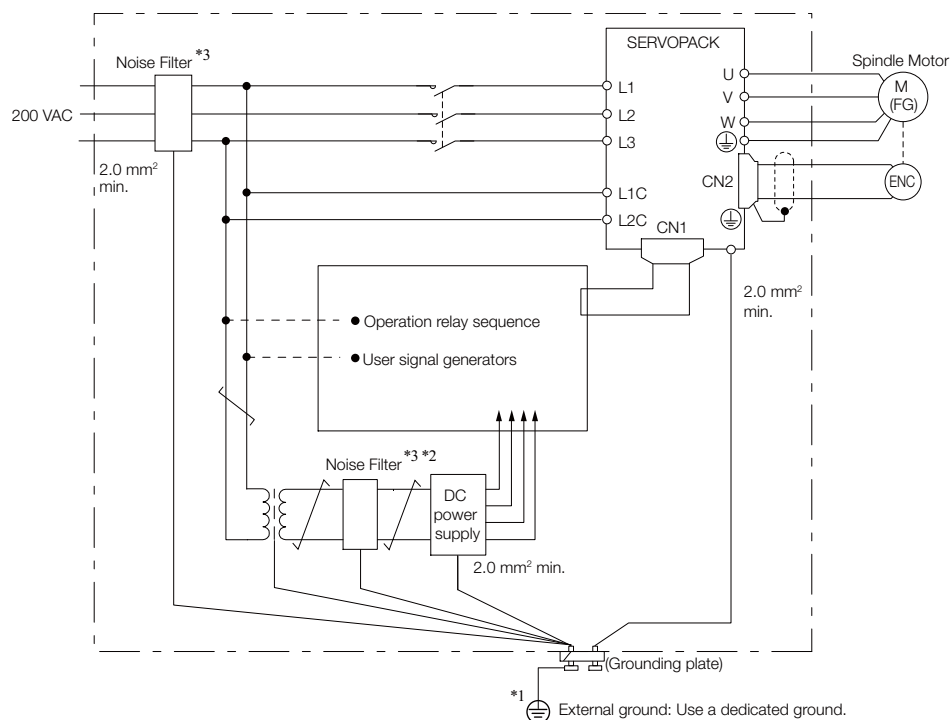 SERVOPACK
Noise Filter *3
Spindle Motor
U
M
(FG)
L1
V
200 VAC
L2
W
L3
2.0 mm²
min.
CN2
ENC
L1C
L2C
CN1
2.0 mm²
min.
Operation relay sequence
User signal generators
Noise Filter *3 *2
DC
power
supply
2.0 mm² min.
(Grounding plate)
*1
External ground: Use a dedicated ground.